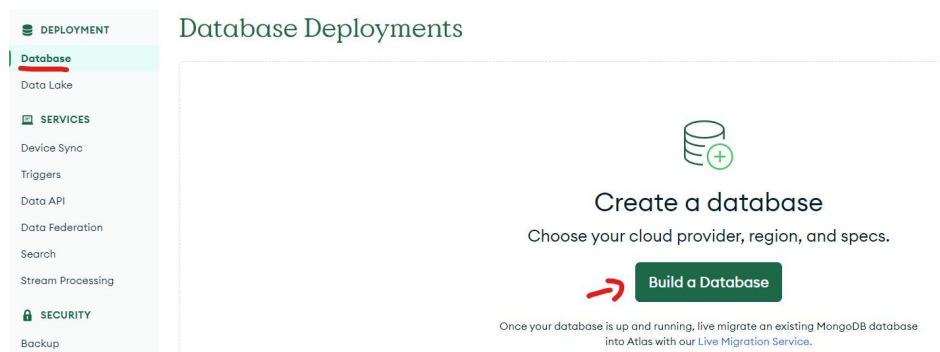 DEPLOYMENT
Database
Data Lake
SERVICES
Device Sync
Triggers
Data API
Data Federation
Search
Stream Processing
SECURITY
Backup
Database Deployments
Create a database
Choose your cloud provider, region, and specs.
Build a Database
Once your database is up and running, live migrate an existing MongoDB database
into Atlas with our Live Migration Service.